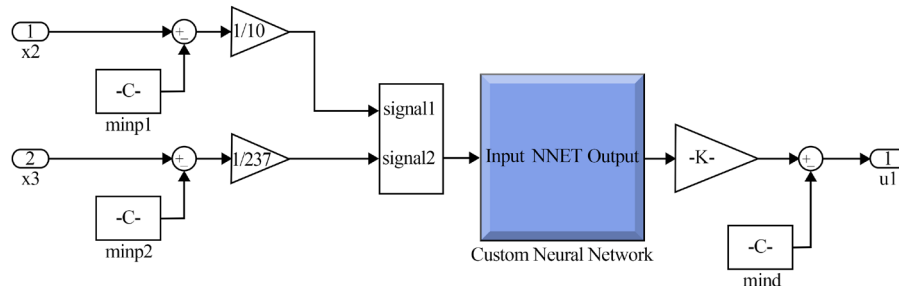 1
x2
+
−
1/10
-C-
minp1
2
x3
+
−
1/237
-C-
minp2
signal1
signal2
Input NNET Output
Custom Neural Network
-K-
+
−
-C-
mind
1
u1